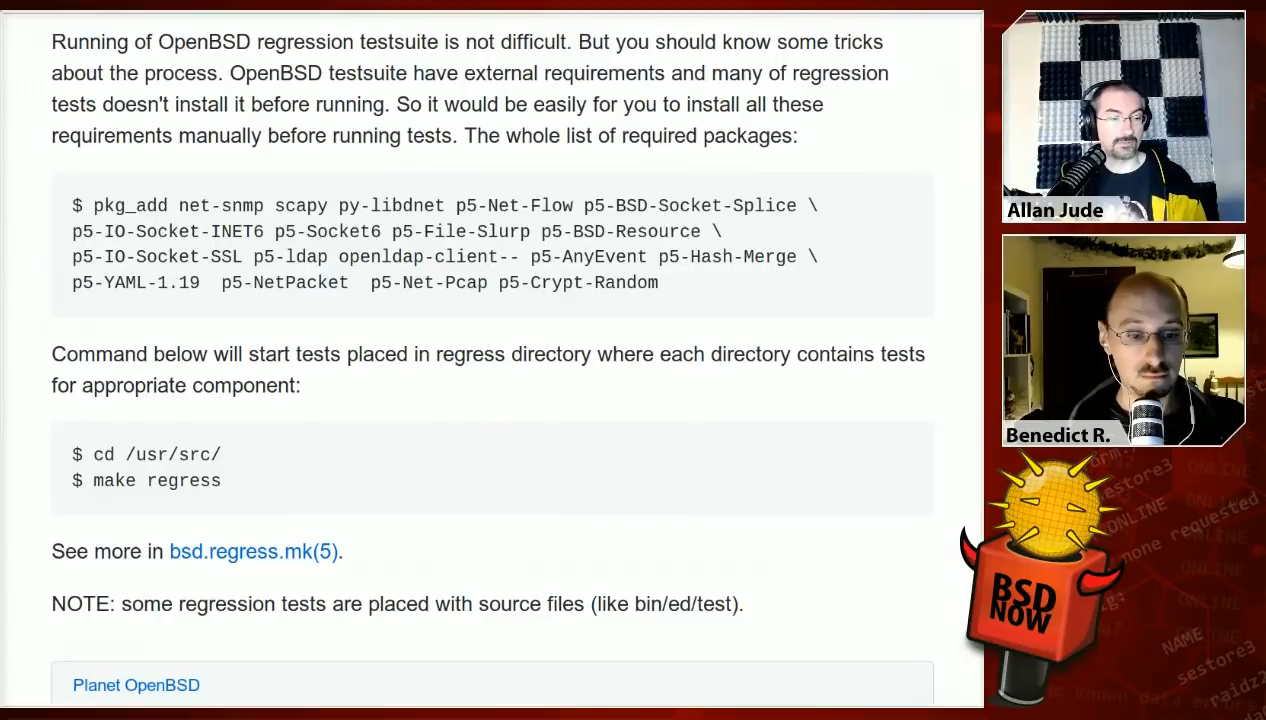 Running of OpenBSD regression testsuite is not difficult. But you should know some tricks
about the process. OpenBSD testsuite have external requirements and many of regression
tests doesn't install it before running. So it would be easily for you to install all these
requirements manually before running tests. The whole list of required packages:
$ pkg_add net-snmp scapy py-libdnet p5-Net-Flow p5-BSD-Socket-Splice \
p5-IO-Socket-INET6 p5-Socket6 p5-File-Slurp p5-BSD-Resource \
p5-IO-Socket-SSL p5-ldap openldap-client-- p5-AnyEvent p5-Hash-Merge \
p5-YAML-1.19 p5-NetPacket p5-Net-Pcap p5-Crypt-Random
Command below will start tests placed in regress directory where each directory contains tests
for appropriate component:
$ cd /usr/src/
$ make regress
See more in bsd.regress.mk(5).
NOTE: some regression tests are placed with source files (like bin/ed/test).
Planet OpenBSD
Allan Jude
Benedict R.
BSD
NOW
ONLINE
ONLINE
none requested
ONLINE
NAME
sestore3
raidz2